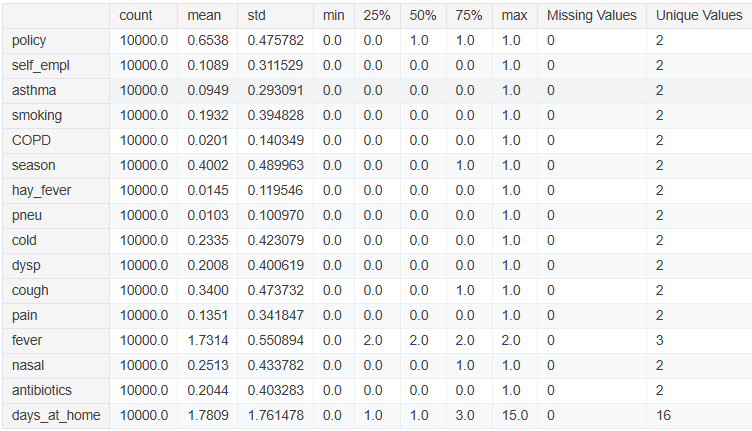 count mean std min 25% 50% 75% max Missing Values Unique Values
policy 10000.0 0.6538 0.475782 0.0 0.0 1.0 1.0 1.0 0 2
self_empl 10000.0 0.1089 0.311529 0.0 0.0 0.0 0.0 1.0 0 2
asthma 10000.0 0.0949 0.293091 0.0 0.0 0.0 0.0 1.0 0 2
smoking 10000.0 0.1932 0.394828 0.0 0.0 0.0 0.0 1.0 0 2
COPD 10000.0 0.0201 0.140349 0.0 0.0 0.0 0.0 1.0 0 2
season 10000.0 0.4002 0.489963 0.0 0.0 0.0 1.0 1.0 0 2
hay_fever 10000.0 0.0145 0.119546 0.0 0.0 0.0 0.0 1.0 0 2
pneu 10000.0 0.0103 0.100970 0.0 0.0 0.0 0.0 1.0 0 2
cold 10000.0 0.2335 0.423079 0.0 0.0 0.0 0.0 1.0 0 2
dysp 10000.0 0.2008 0.400619 0.0 0.0 0.0 0.0 1.0 0 2
cough 10000.0 0.3400 0.473732 0.0 0.0 0.0 1.0 1.0 0 2
pain 10000.0 0.1351 0.341847 0.0 0.0 0.0 0.0 1.0 0 2
fever 10000.0 1.7314 0.550894 0.0 2.0 2.0 2.0 2.0 0 3
nasal 10000.0 0.2513 0.433782 0.0 0.0 0.0 1.0 1.0 0 2
antibiotics 10000.0 0.2044 0.403283 0.0 0.0 0.0 0.0 1.0 0 2
days_at_home 10000.0 1.7809 1.761478 0.0 1.0 1.0 3.0 15.0 0 16